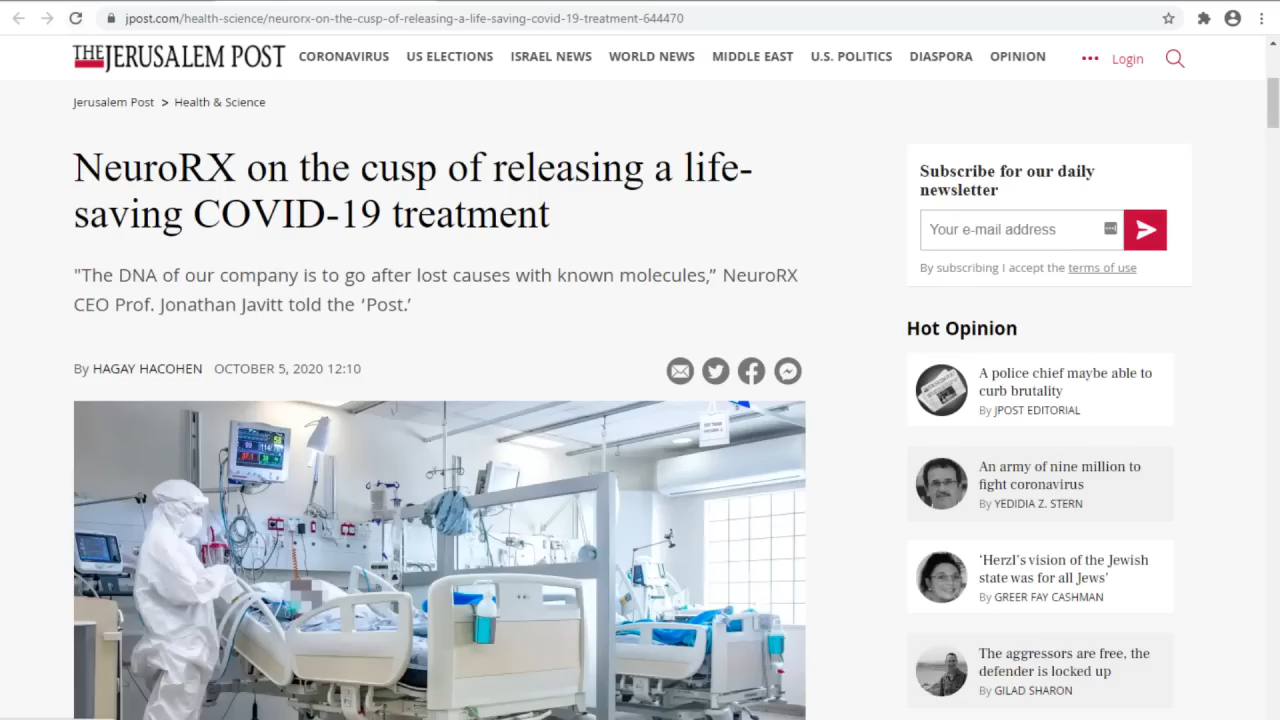 jpost.com/health-science/neurorx-on-the-cusp-of-releasing-a-life-saving-covid-19-treatment-644470
THE JERUSALEM POST
CORONAVIRUS US ELECTIONS ISRAEL NEWS WORLD NEWS MIDDLE EAST U.S. POLITICS DIASPORA OPINION
Login
Jerusalem Post > Health & Science
NeuroRX on the cusp of releasing a life-
saving COVID-19 treatment
"The DNA of our company is to go after lost causes with known molecules,” NeuroRX
CEO Prof. Jonathan Javitt told the ‘Post.’
By HAGAY HACOHEN OCTOBER 5, 2020 12:10
Subscribe for our daily
newsletter
Your e-mail address
By subscribing I accept the terms of use
Hot Opinion
A police chief maybe able to
curb brutality
By JPOST EDITORIAL
An army of nine million to
fight coronavirus
By YEDIDIA Z. STERN
‘Herzl’s vision of the Jewish
state was for all Jews’
By GREER FAY CASHMAN
The aggressors are free, the
defender is locked up
By GILAD SHARON